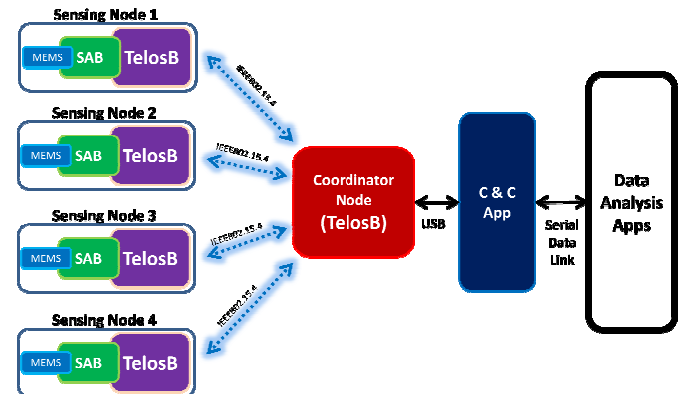 Sensing Node 1
MEMS
SAB
TelosB
IEEE802.15.4
Sensing Node 2
MEMS
SAB
TelosB
IEEE802.15.4
Sensing Node 3
MEMS
SAB
TelosB
IEEE802.15.4
Sensing Node 4
MEMS
SAB
TelosB
IEEE802.15.4
Coordinator
Node
(TelosB)
USB
C & C
App
Serial
Data
Link
Data
Analysis
Apps